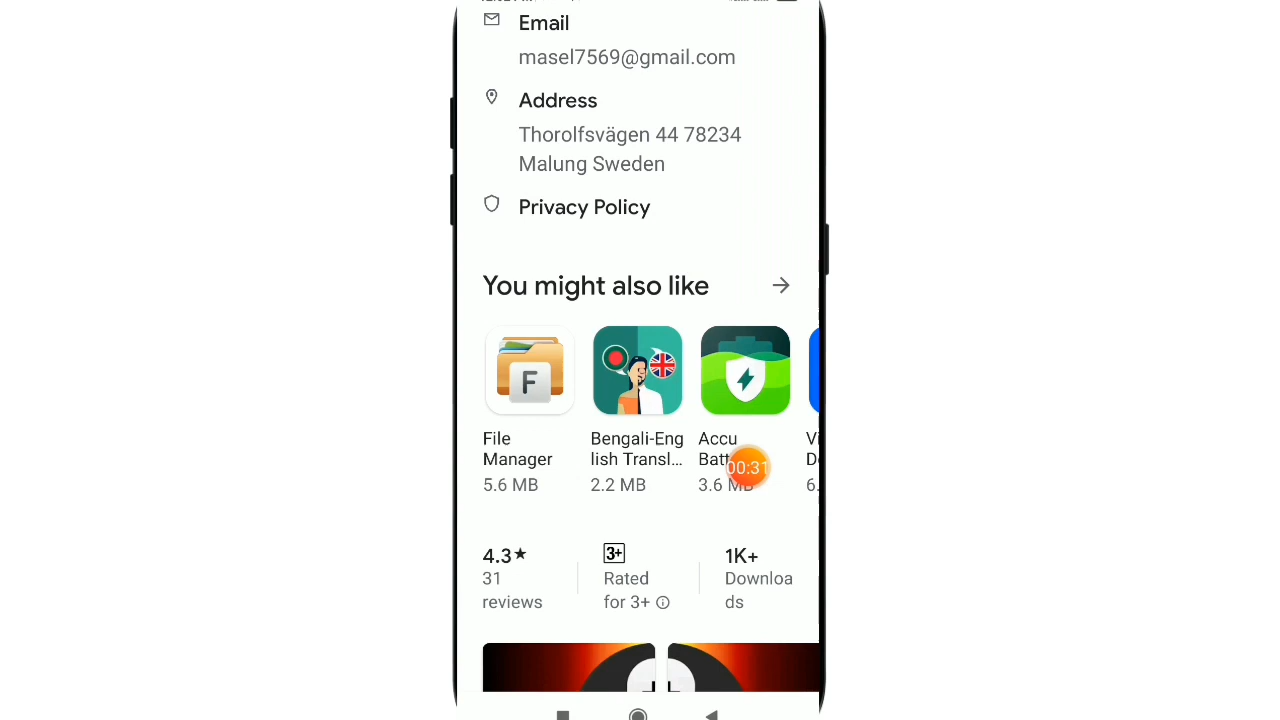 Email
masel7569@gmail.com
Address
Thorolfsvägen 44 78234
Malung Sweden
Privacy Policy
You might also like
File
Manager
5.6 MB
Bengali-Eng
lish Transl...
2.2 MB
Accu
Batt
3.6 MB
00:31
4.3★
31
reviews
3+
Rated
for 3+
1K+
Downloa
ds